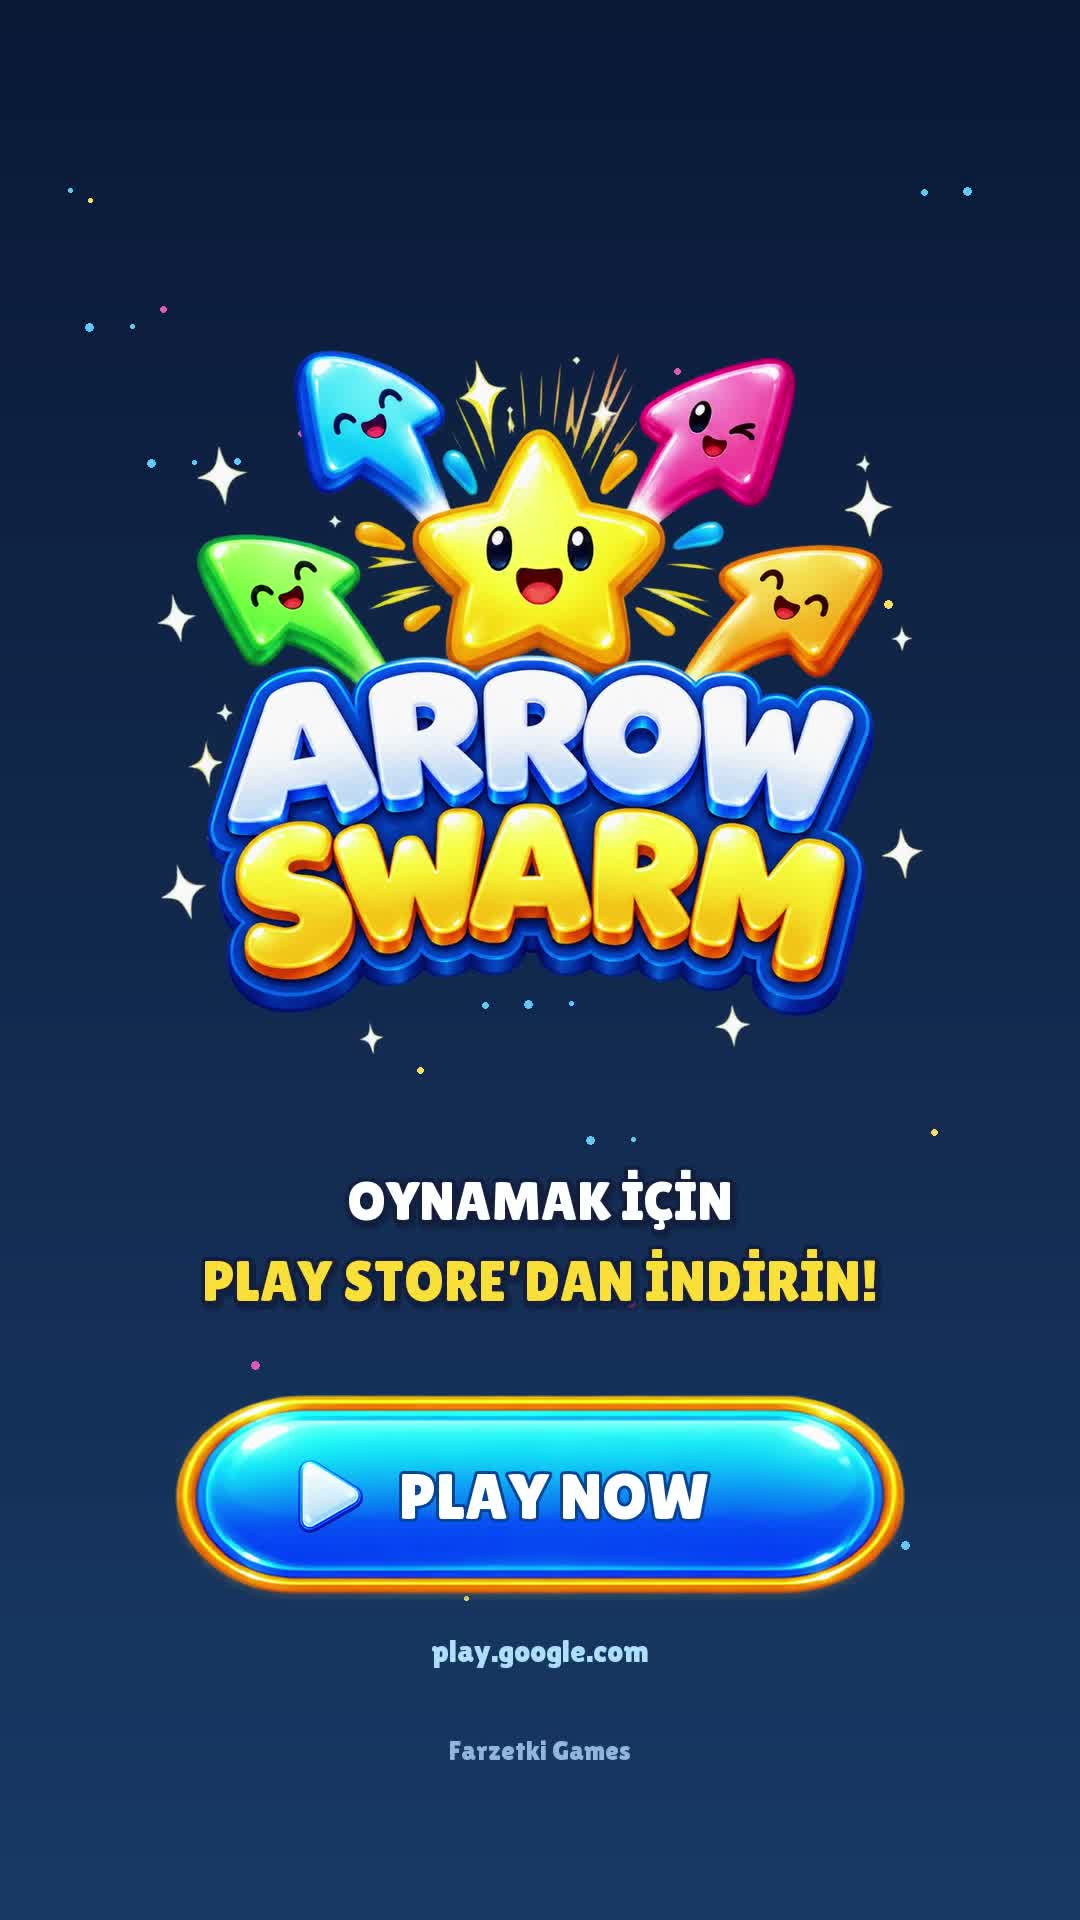 ARROW
SWARM
OYNAMAK İÇİN
PLAY STORE'DAN İNDİRİN!
PLAY NOW
play.google.com
Farzetki Games